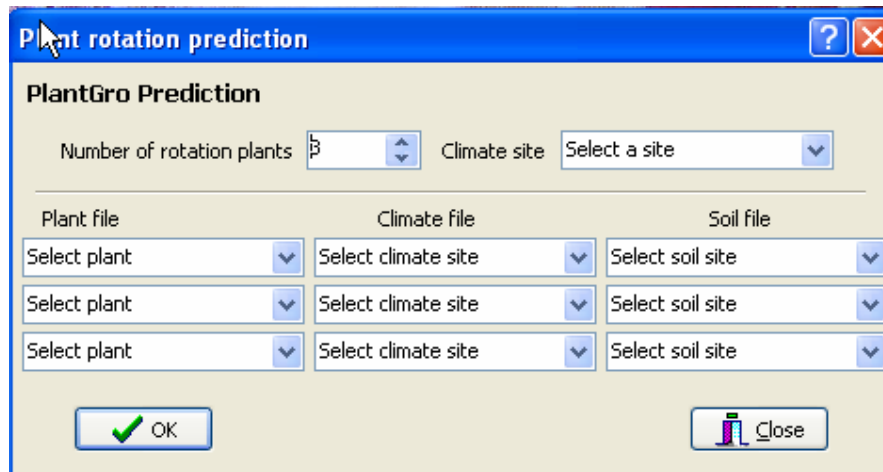 Plant rotation prediction
PlantGro Prediction
Number of rotation plants 3 Climate site Select a site
Plant file Climate file Soil file
Select plant Select climate site Select soil site
Select plant Select climate site Select soil site
Select plant Select climate site Select soil site
OK Close